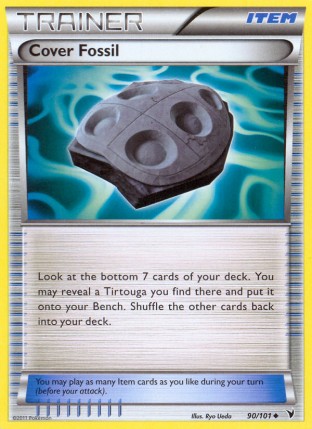 TRAINER
ITEM
Cover Fossil
Look at the bottom 7 cards of your deck. You
may reveal a Tirtouga you find there and put it
onto your Bench. Shuffle the other cards back
into your deck.
You may play as many Item cards as you like during your turn
(before your attack).
©2011 Pokémon
Illus. Ryo Ueda
90/101